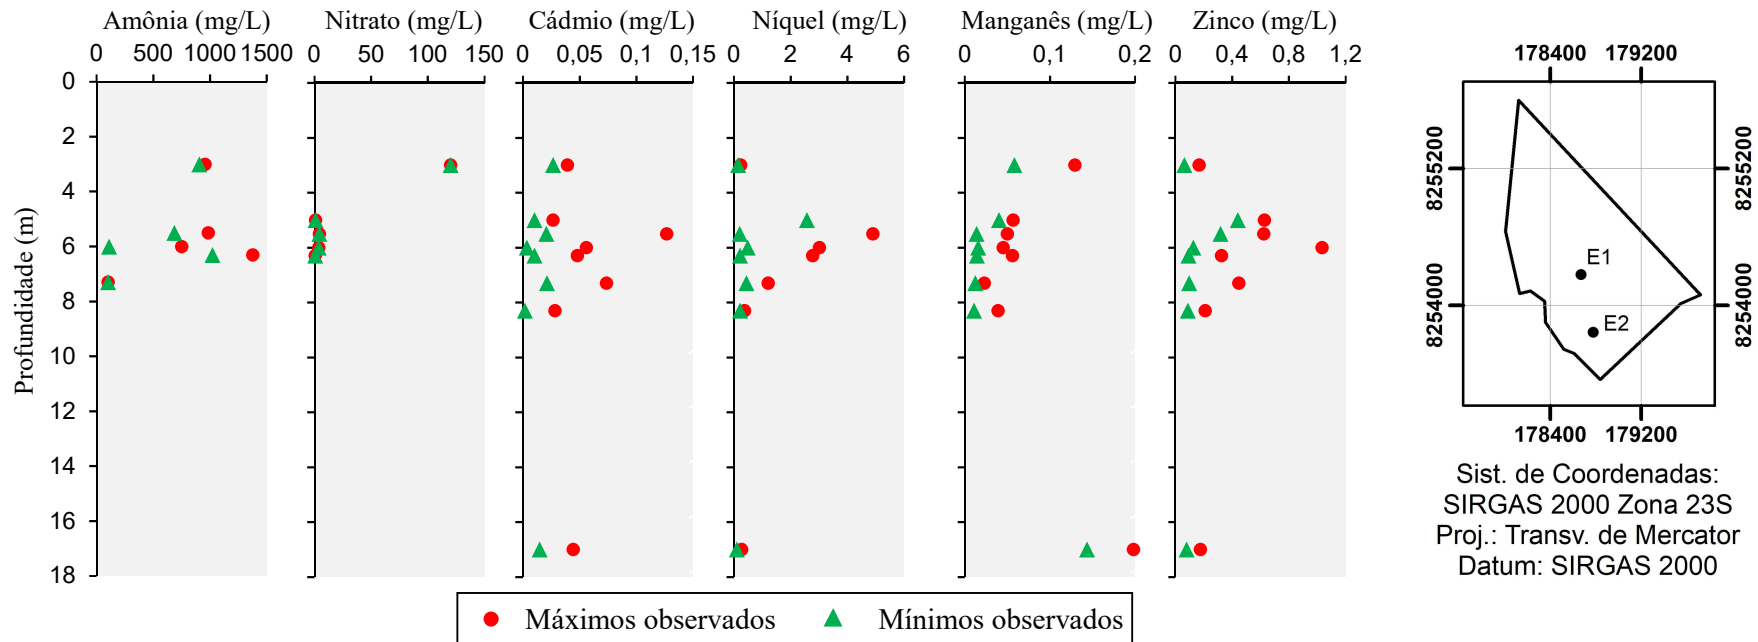 Amônia (mg/L) Nitrato (mg/L) Cádmio (mg/L) Níquel (mg/L) Manganês (mg/L) Zinco (mg/L)
0 500 1000 1500 0 50 100 150 0 0,05 0,1 0,15 0 2 4 6 0 0,1 0,2 0 0,4 0,8 1,2
178400 179200
Profundidade (m)
0
2
4
6
8
10
12
14
16
18
8255200 8255200
E1
8254000 8254000
E2
178400 179200
Sist. de Coordenadas:
SIRGAS 2000 Zona 23S
Proj.: Transv. de Mercator
Datum: SIRGAS 2000
Máximos observados Mínimos observados